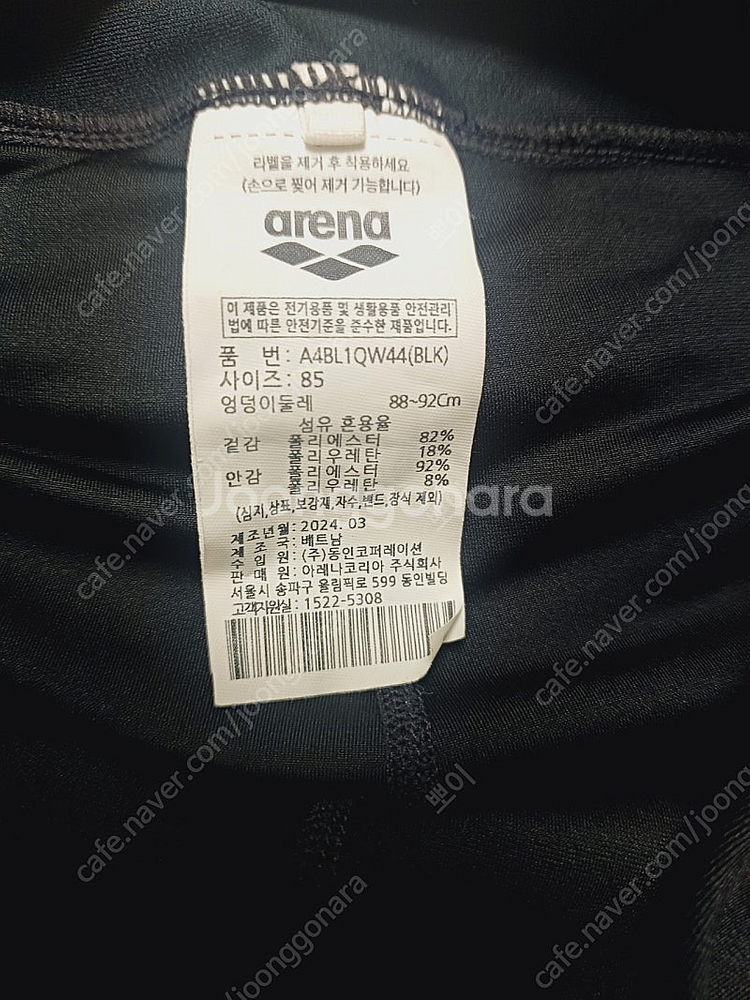 라벨을 제거 후 착용하세요
(손으로 찢어 제거 가능합니다)
arena
이 제품은 전기용품 및 생활용품 안전관리
법에 따른 안전기준을 준수한 제품입니다.
품 번: A4BL1QW44(BLK)
사이즈: 85
엉덩이둘레 88~92Cm
섬유 혼용율
겉감 폴리에스터 82%
폴리우레탄 18%
안감 폴리에스터 92%
폴리우레탄 8%
(심지,상표,보강재,자수,밴드,장식 제외)
제조년월: 2024. 03
제 조 국: 베트남
수 입 원: (주)동인코퍼레이션
판 매 원: 아레나코리아 주식회사
서울시 송파구 올림픽로 599 동인빌딩
고객지원실: 1522-5308
Joonggonara
cafe.naver.com/joonggonara
뽀이